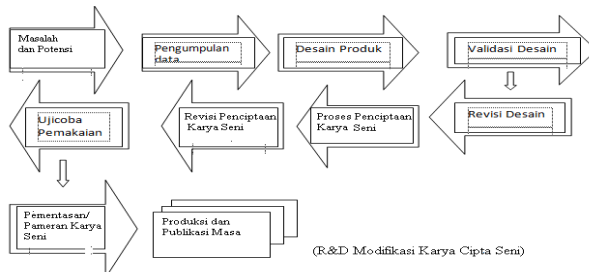 Masalah
dan Potensi
Pengumpulan
data
Desain Produk
Validasi Desain
Revisi Desain
Proses Penciptaan
Karya Seni
Revisi Penciptaan
Karya Seni
Ujicoba
Pemakaian
Pementasan/
Pameran Karya
Seni
Produksi dan
Publikasi Masa
(R&D Modifikasi Karya Cipta Seni)